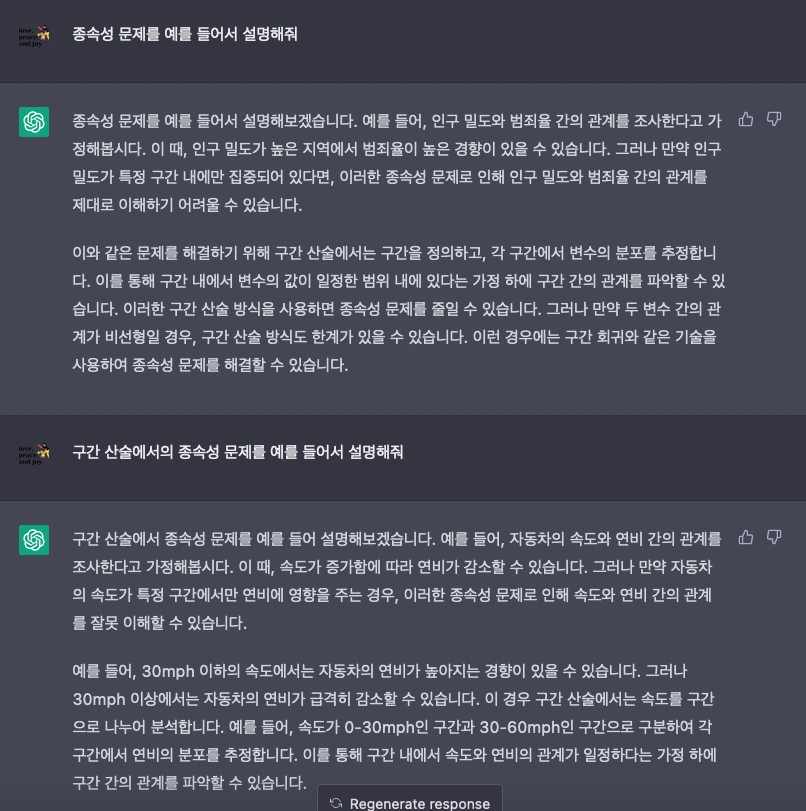 love,
peace
and joy
종속성 문제를 예를 들어서 설명해줘
종속성 문제를 예를 들어서 설명해보겠습니다. 예를 들어, 인구 밀도와 범죄율 간의 관계를 조사한다고 가
정해봅시다. 이 때, 인구 밀도가 높은 지역에서 범죄율이 높은 경향이 있을 수 있습니다. 그러나 만약 인구
밀도가 특정 구간 내에만 집중되어 있다면, 이러한 종속성 문제로 인해 인구 밀도와 범죄율 간의 관계를
제대로 이해하기 어려울 수 있습니다.
이와 같은 문제를 해결하기 위해 구간 산술에서는 구간을 정의하고, 각 구간에서 변수의 분포를 추정합니
다. 이를 통해 구간 내에서 변수의 값이 일정한 범위 내에 있다는 가정 하에 구간 간의 관계를 파악할 수 있
습니다. 이러한 구간 산술 방식을 사용하면 종속성 문제를 줄일 수 있습니다. 그러나 만약 두 변수 간의 관
계가 비선형일 경우, 구간 산술 방식도 한계가 있을 수 있습니다. 이런 경우에는 구간 회귀와 같은 기술을
사용하여 종속성 문제를 해결할 수 있습니다.
love,
peace
and joy
구간 산술에서의 종속성 문제를 예를 들어서 설명해줘
구간 산술에서 종속성 문제를 예를 들어 설명해보겠습니다. 예를 들어, 자동차의 속도와 연비 간의 관계를
조사한다고 가정해봅시다. 이 때, 속도가 증가함에 따라 연비가 감소할 수 있습니다. 그러나 만약 자동차
의 속도가 특정 구간에서만 연비에 영향을 주는 경우, 이러한 종속성 문제로 인해 속도와 연비 간의 관계
를 잘못 이해할 수 있습니다.
예를 들어, 30mph 이하의 속도에서는 자동차의 연비가 높아지는 경향이 있을 수 있습니다. 그러나
30mph 이상에서는 자동차의 연비가 급격히 감소할 수 있습니다. 이 경우 구간 산술에서는 속도를 구간
으로 나누어 분석합니다. 예를 들어, 속도가 0-30mph인 구간과 30-60mph인 구간으로 구분하여 각
구간에서 연비의 분포를 추정합니다. 이를 통해 구간 내에서 속도와 연비의 관계가 일정하다는 가정 하에
구간 간의 관계를 파악할 수 있습니다.
Regenerate response